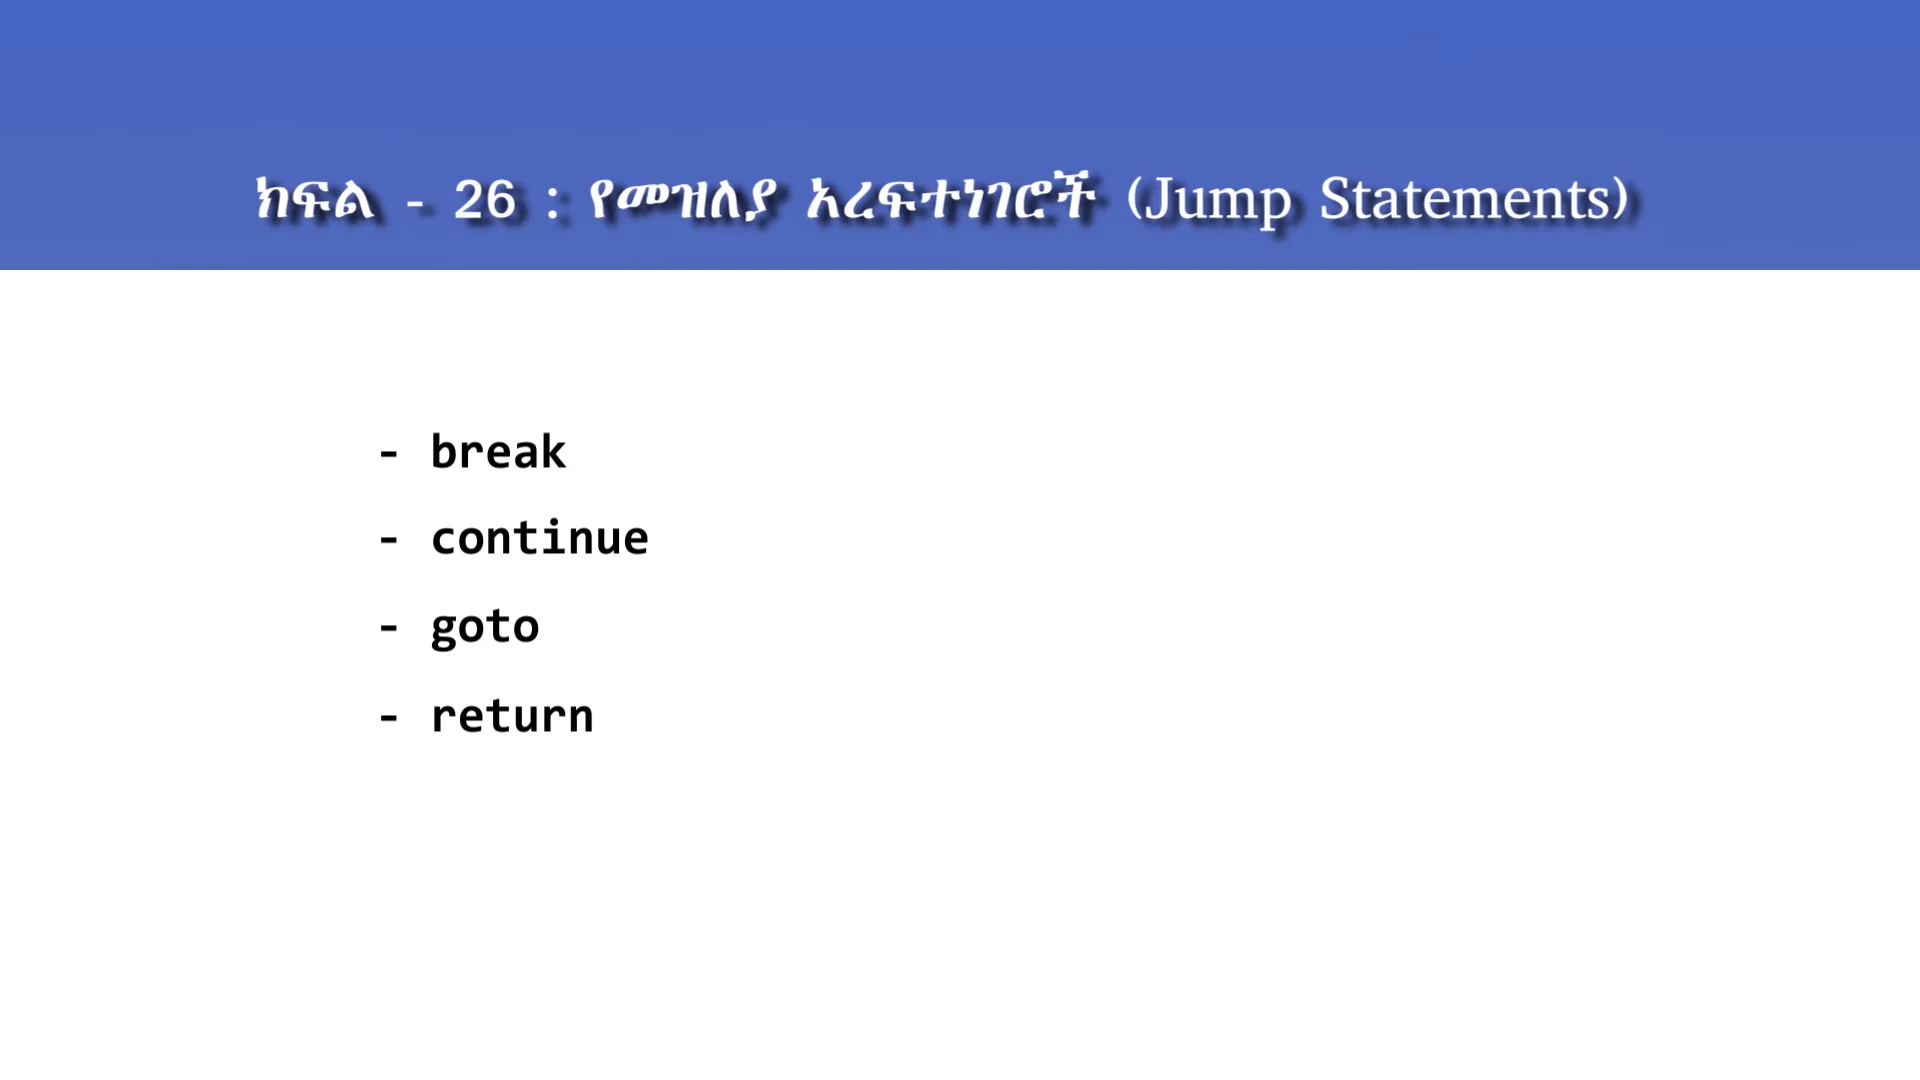 ክፍል - 26 : የመዝለያ አረፍተነገሮች (Jump Statements)
- break
- continue
- goto
- return